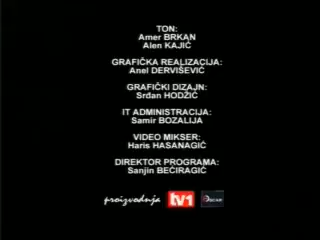 TON:
Amer BRKAN
Alen KAJIĆ
GRAFIČKA REALIZACIJA:
Anel DERVIŠEVIĆ
GRAFIČKI DIZAJN:
Srđan HODŽIĆ
IT ADMINISTRACIJA:
Samir BOZALIJA
VIDEO MIKSER:
Haris HASANAGIĆ
DIREKTOR PROGRAMA:
Sanjin BEĆIRAGIĆ
proizvodnja tv1